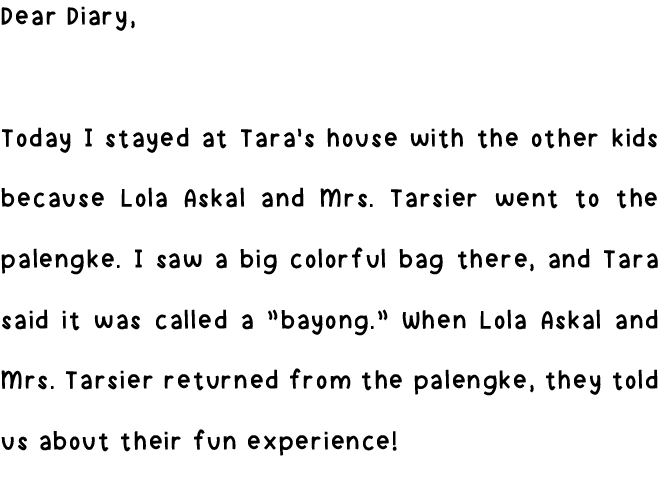 Dear Diary,
Today I stayed at Tara's house with the other kids
because Lola Askal and Mrs. Tarsier went to the
palengke. I saw a big colorful bag there, and Tara
said it was called a "bayong." When Lola Askal and
Mrs. Tarsier returned from the palengke, they told
us about their fun experience!